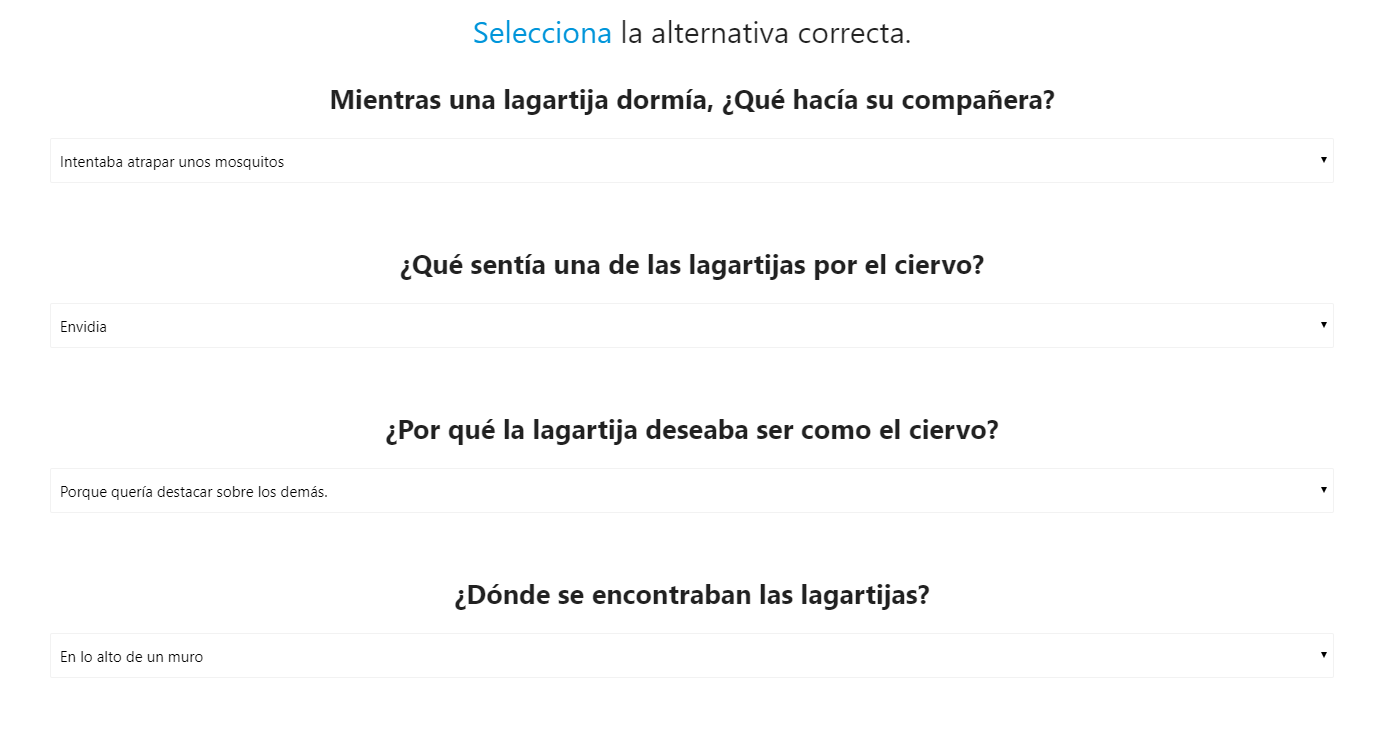 Selecciona la alternativa correcta.
Mientras una lagartija dormía, ¿Qué hacía su compañera?
Intentaba atrapar unos mosquitos
¿Qué sentía una de las lagartijas por el ciervo?
Envidia
¿Por qué la lagartija deseaba ser como el ciervo?
Porque quería destacar sobre los demás.
¿Dónde se encontraban las lagartijas?
En lo alto de un muro